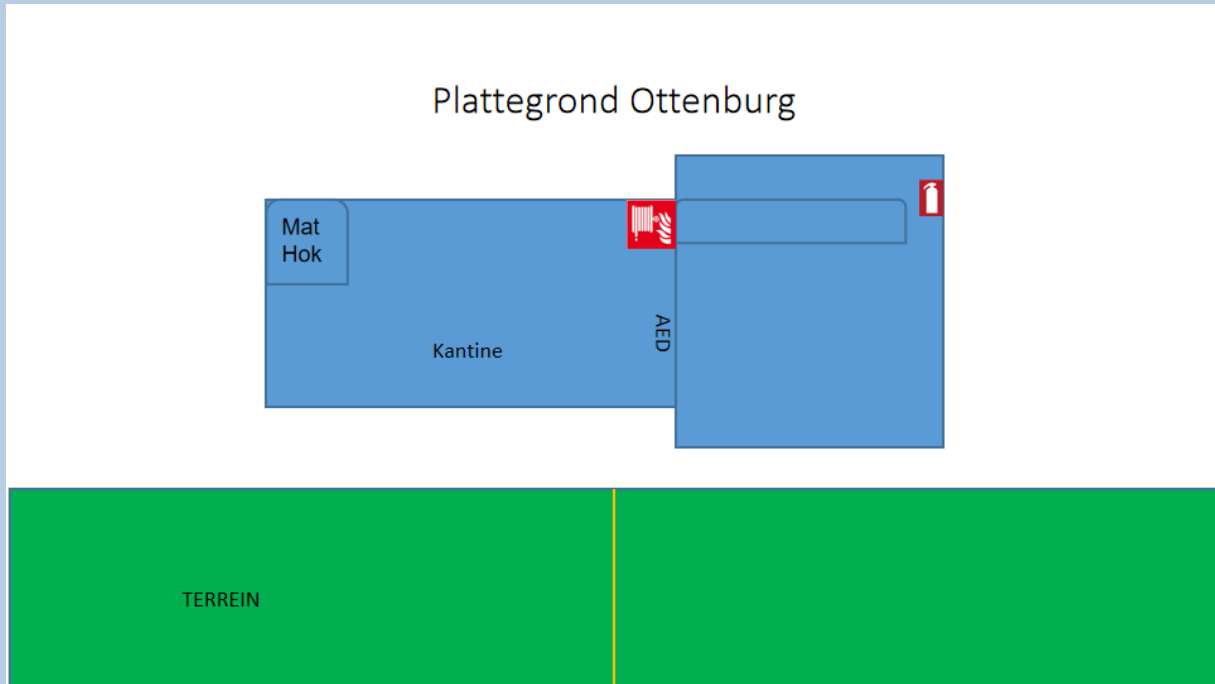 Plattegrond Ottenburg
Mat
Hok
AED
Kantine
TERREIN